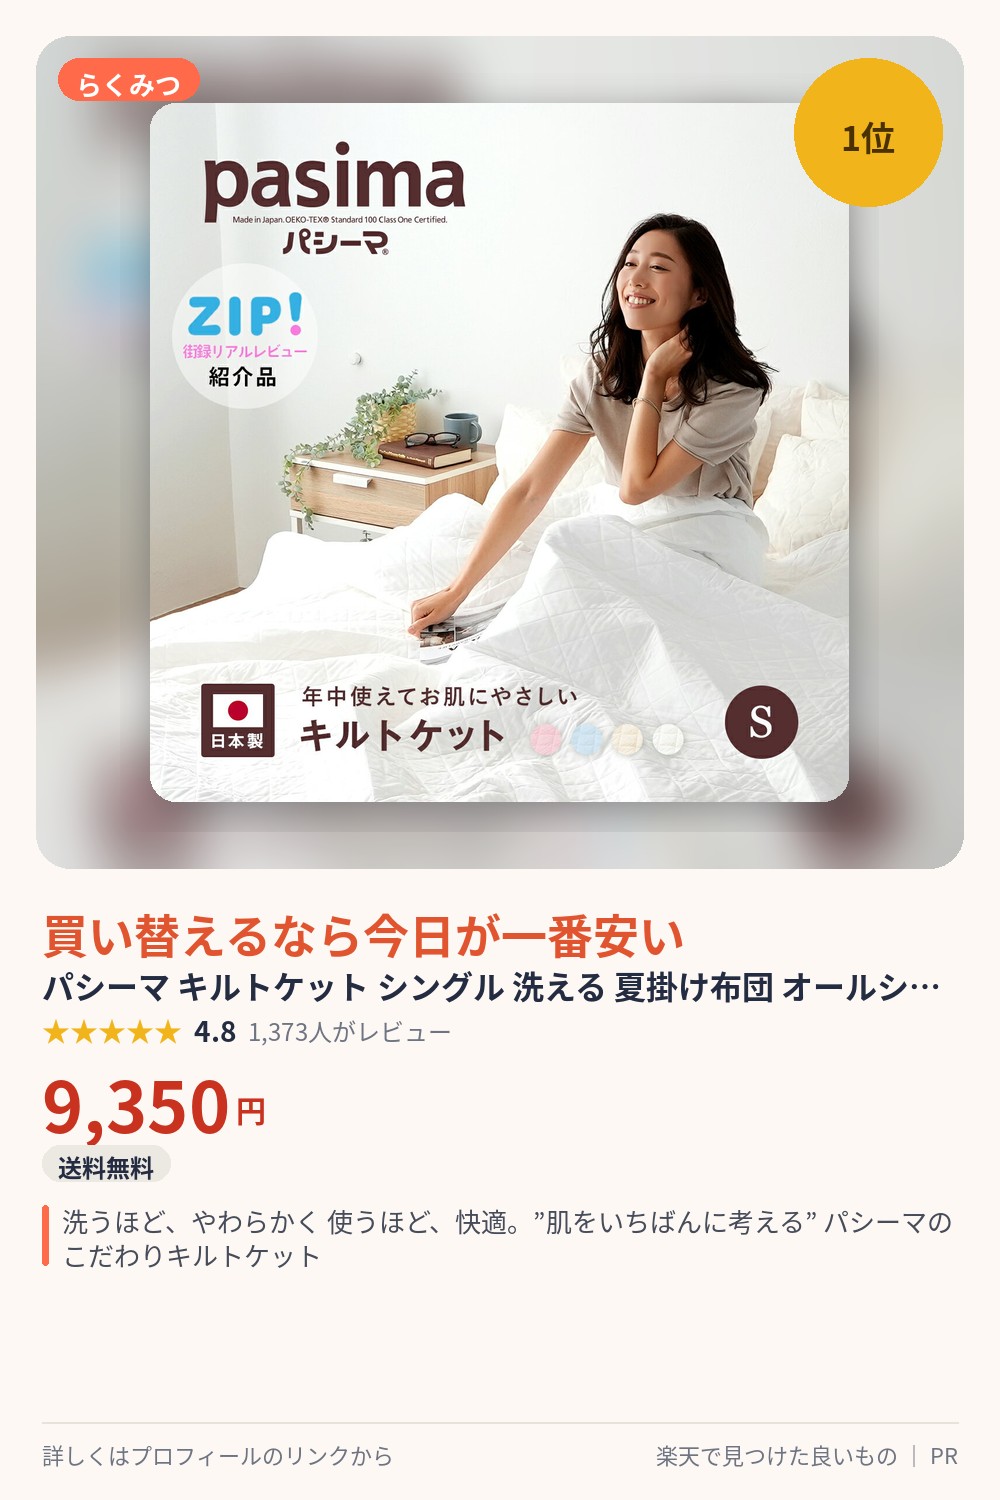 らくみつ
1位
pasima
Made in Japan. OEKO-TEX® Standard 100 Class One Certified.
パシーマ®
ZIP!
街録リアルレビュー
紹介品
日本製
年中使えてお肌にやさしい
キルトケット
S
買い替えるなら今日が一番安い
パシーマ キルトケット シングル 洗える 夏掛け布団 オールシ…
★★★★★ 4.8 1,373人がレビュー
9,350円
送料無料
洗うほど、やわらかく 使うほど、快適。”肌をいちばんに考える” パシーマの
こだわりキルトケット
詳しくはプロフィールのリンクから
楽天で見つけた良いもの | PR